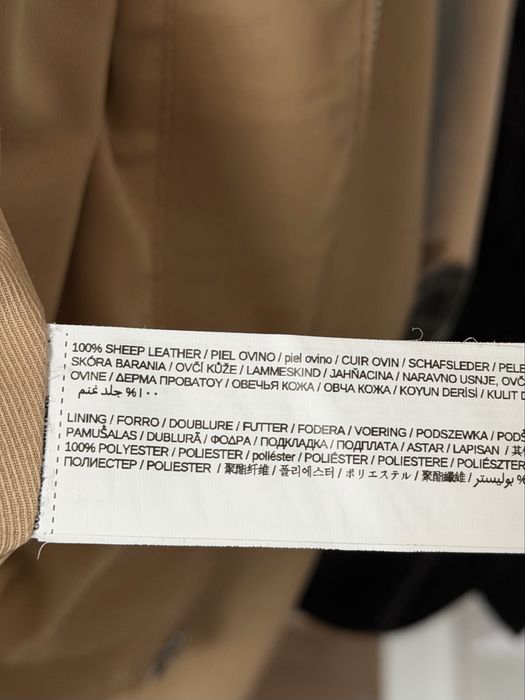 100% SHEEP LEATHER / PIEL OVINO / piel ovino / CUIR OVIN / SCHAFSLEDER / PELE
SKÓRA BARANIA / OVČÍ KŮŽE / LAMMESKIND / JAHŇACINA / NARAVNO USNJE, OVČ
OVINE / ΔΕΡΜΑ ΠΡΟΒΑΤΟΥ / ОВЕЧЬЯ КОЖА / ОВЧА КОЖА / KOYUN DERİSİ / KULIT D
١٠٠% جلد غنم
LINING / FORRO / DOUBLURE / FUTTER / FODERA / VOERING / PODSZEWKA / PODŠ
PAMUŠALAS / DUBLURĂ / ΦΟΔΡΑ / ПОДКЛАДКА / ПОДПЛАТА / ASTAR / LAPISAN /
100% POLYESTER / POLIESTER / poliéster / POLIÉSTER / POLIESTERE / POLIÉSZTER
ПОЛИЕСТЕР / POLIESTER / 聚酯纤维 / 폴리에스터 / ポリエステル / 聚酯纖維 / بوليستر %